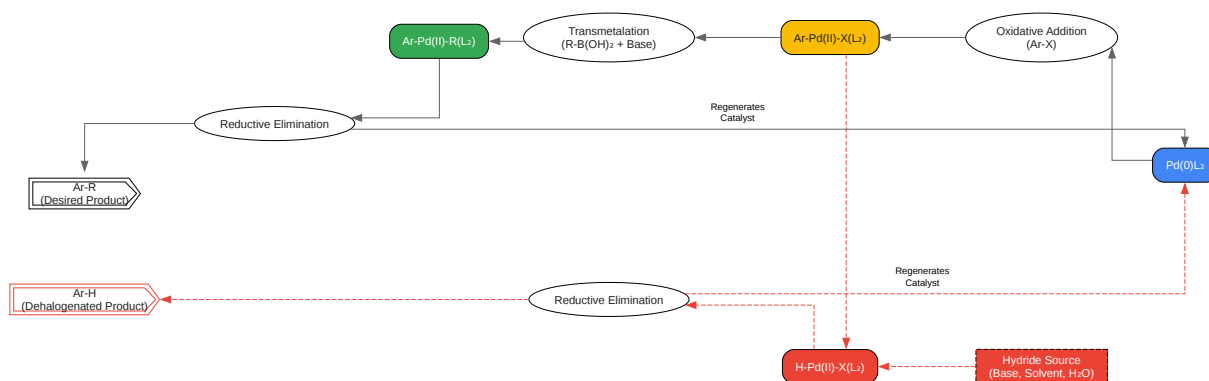 Ar-Pd(II)-R(L₂)
Transmetalation
(R-B(OH)₂ + Base)
Ar-Pd(II)-X(L₂)
Oxidative Addition
(Ar-X)
Reductive Elimination
Regenerates
Catalyst
Pd(0)L₂
Ar-R
(Desired Product)
Ar-H
(Dehalogenated Product)
Reductive Elimination
Regenerates
Catalyst
H-Pd(II)-X(L₂)
Hydride Source
(Base, Solvent, H₂O)